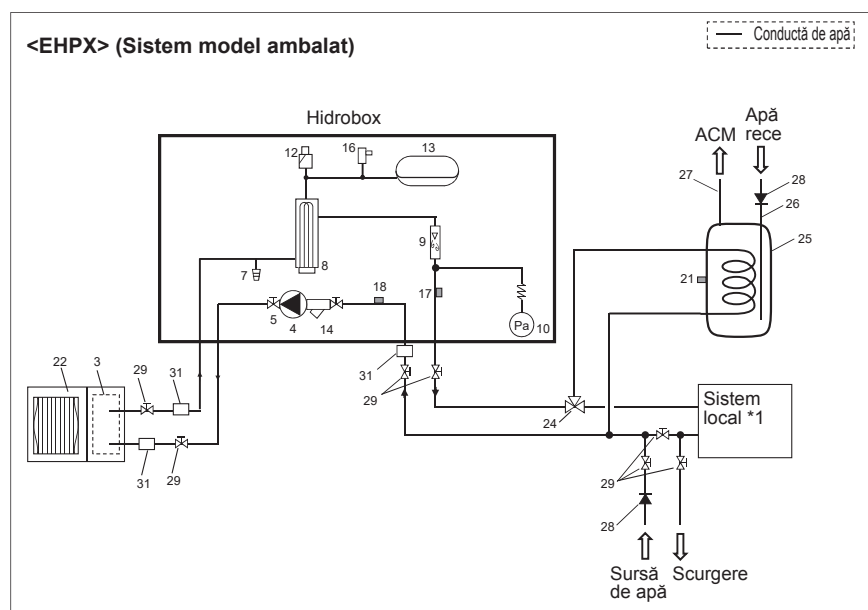 <EHPX> (Sistem model ambalat)
Conductă de apă
Hidrobox
ACM
Apă
rece
12
16
13
27
28
26
9
25
7
8
21
18
17
5
4
14
Pa
10
22
3
29
31
31
29
24
Sistem
local *1
31
29
29
28
Sursă
de apă
Scurgere